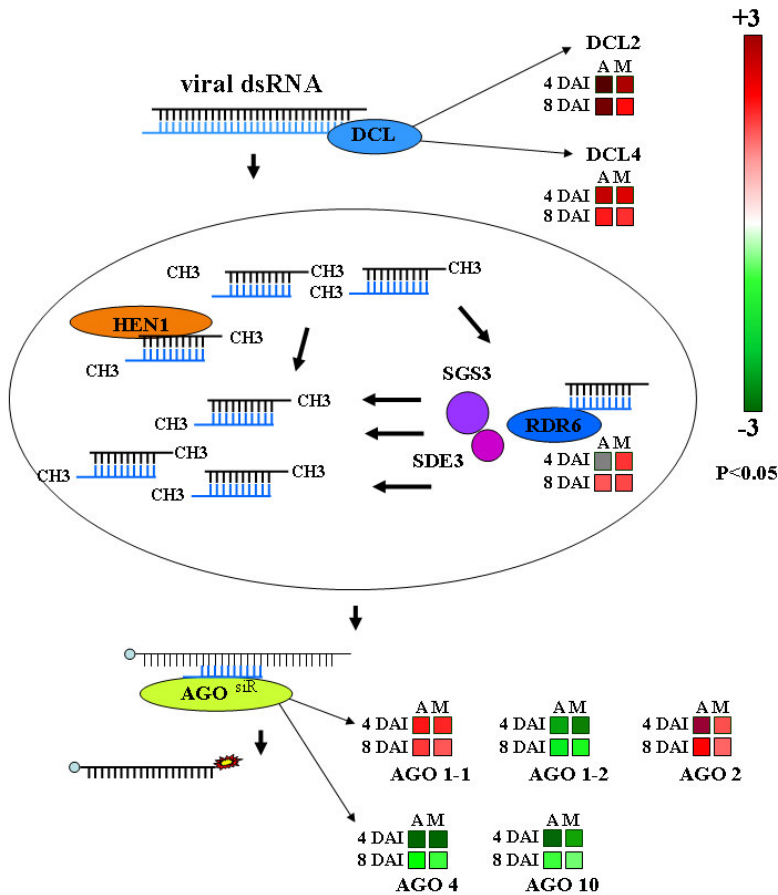 +3
DCL2
A M
4 DAI
8 DAI
viral dsRNA
DCL
DCL4
A M
4 DAI
8 DAI
CH3
CH3
CH3
CH3
HEN1
CH3
CH3
SGS3
CH3
CH3
RDR6
SDE3
-3
A M
4 DAI
8 DAI
P<0.05
CH3
CH3
CH3
CH3
AGO siR
A M
4 DAI
8 DAI
AGO 1-1
A M
4 DAI
8 DAI
AGO 1-2
A M
4 DAI
8 DAI
AGO 2
A M
4 DAI
8 DAI
AGO 4
A M
4 DAI
8 DAI
AGO 10